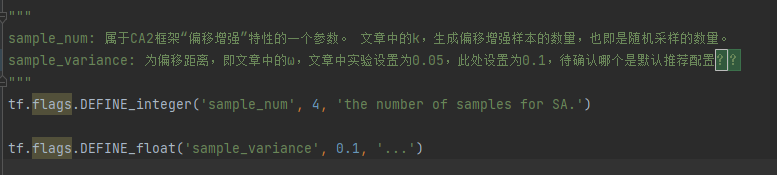 """
sample_num: 属于CA2框架“偏移增强”特性的一个参数。 文章中的k，生成偏移增强样本的数量，也即是随机采样的数量。
sample_variance: 为偏移距离，即文章中的ω，文章中实验设置为0.05，此处设置为0.1，待确认哪个是默认推荐配置？？
"""
tf.flags.DEFINE_integer('sample_num', 4, 'the number of samples for SA.')
tf.flags.DEFINE_float('sample_variance', 0.1, '...')